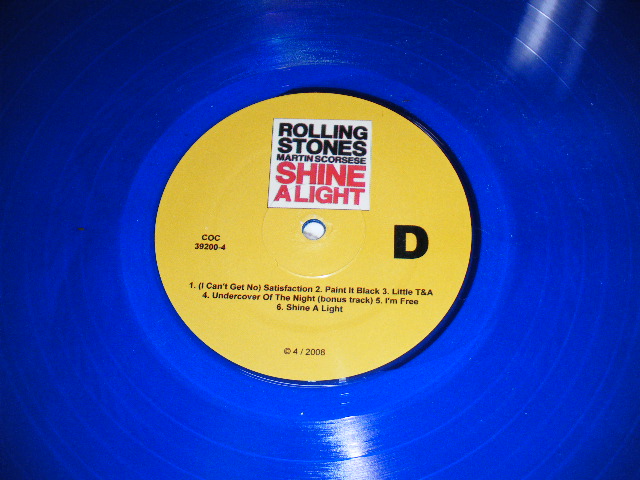 ROLLING
STONES
MARTIN SCORSESE
SHINE
A LIGHT
COC
39200-4
D
1. (I Can't Get No) Satisfaction 2. Paint It Black 3. Little T&A
4. Undercover Of The Night (bonus track) 5. I'm Free
6. Shine A Light
© 4 / 2008